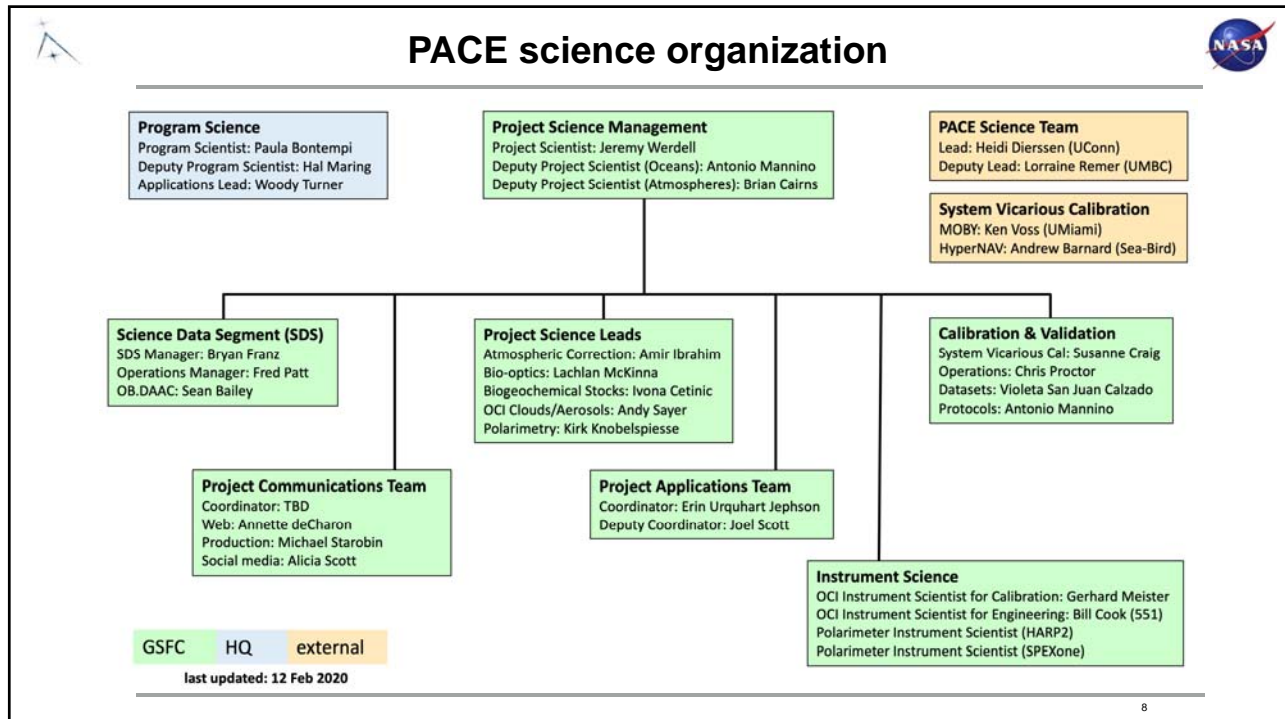 PACE science organization
NASA
Program Science
Program Scientist: Paula Bontempi
Deputy Program Scientist: Hal Maring
Applications Lead: Woody Turner
Project Science Management
Project Scientist: Jeremy Werdell
Deputy Project Scientist (Oceans): Antonio Mannino
Deputy Project Scientist (Atmospheres): Brian Cairns
PACE Science Team
Lead: Heidi Dierssen (UConn)
Deputy Lead: Lorraine Remer (UMBC)
System Vicarious Calibration
MOBY: Ken Voss (UMiami)
HyperNAV: Andrew Barnard (Sea-Bird)
Science Data Segment (SDS)
SDS Manager: Bryan Franz
Operations Manager: Fred Patt
OB.DAAC: Sean Bailey
Project Science Leads
Atmospheric Correction: Amir Ibrahim
Bio-optics: Lachlan McKinna
Biogeochemical Stocks: Ivona Cetinic
OCI Clouds/Aerosols: Andy Sayer
Polarimetry: Kirk Knobelspiesse
Calibration & Validation
System Vicarious Cal: Susanne Craig
Operations: Chris Proctor
Datasets: Violeta San Juan Calzado
Protocols: Antonio Mannino
Project Communications Team
Coordinator: TBD
Web: Annette deCharon
Production: Michael Starobin
Social media: Alicia Scott
Project Applications Team
Coordinator: Erin Urquhart Jephson
Deputy Coordinator: Joel Scott
Instrument Science
OCI Instrument Scientist for Calibration: Gerhard Meister
OCI Instrument Scientist for Engineering: Bill Cook (551)
Polarimeter Instrument Scientist (HARP2)
Polarimeter Instrument Scientist (SPEXone)
GSFC HQ external
last updated: 12 Feb 2020
8